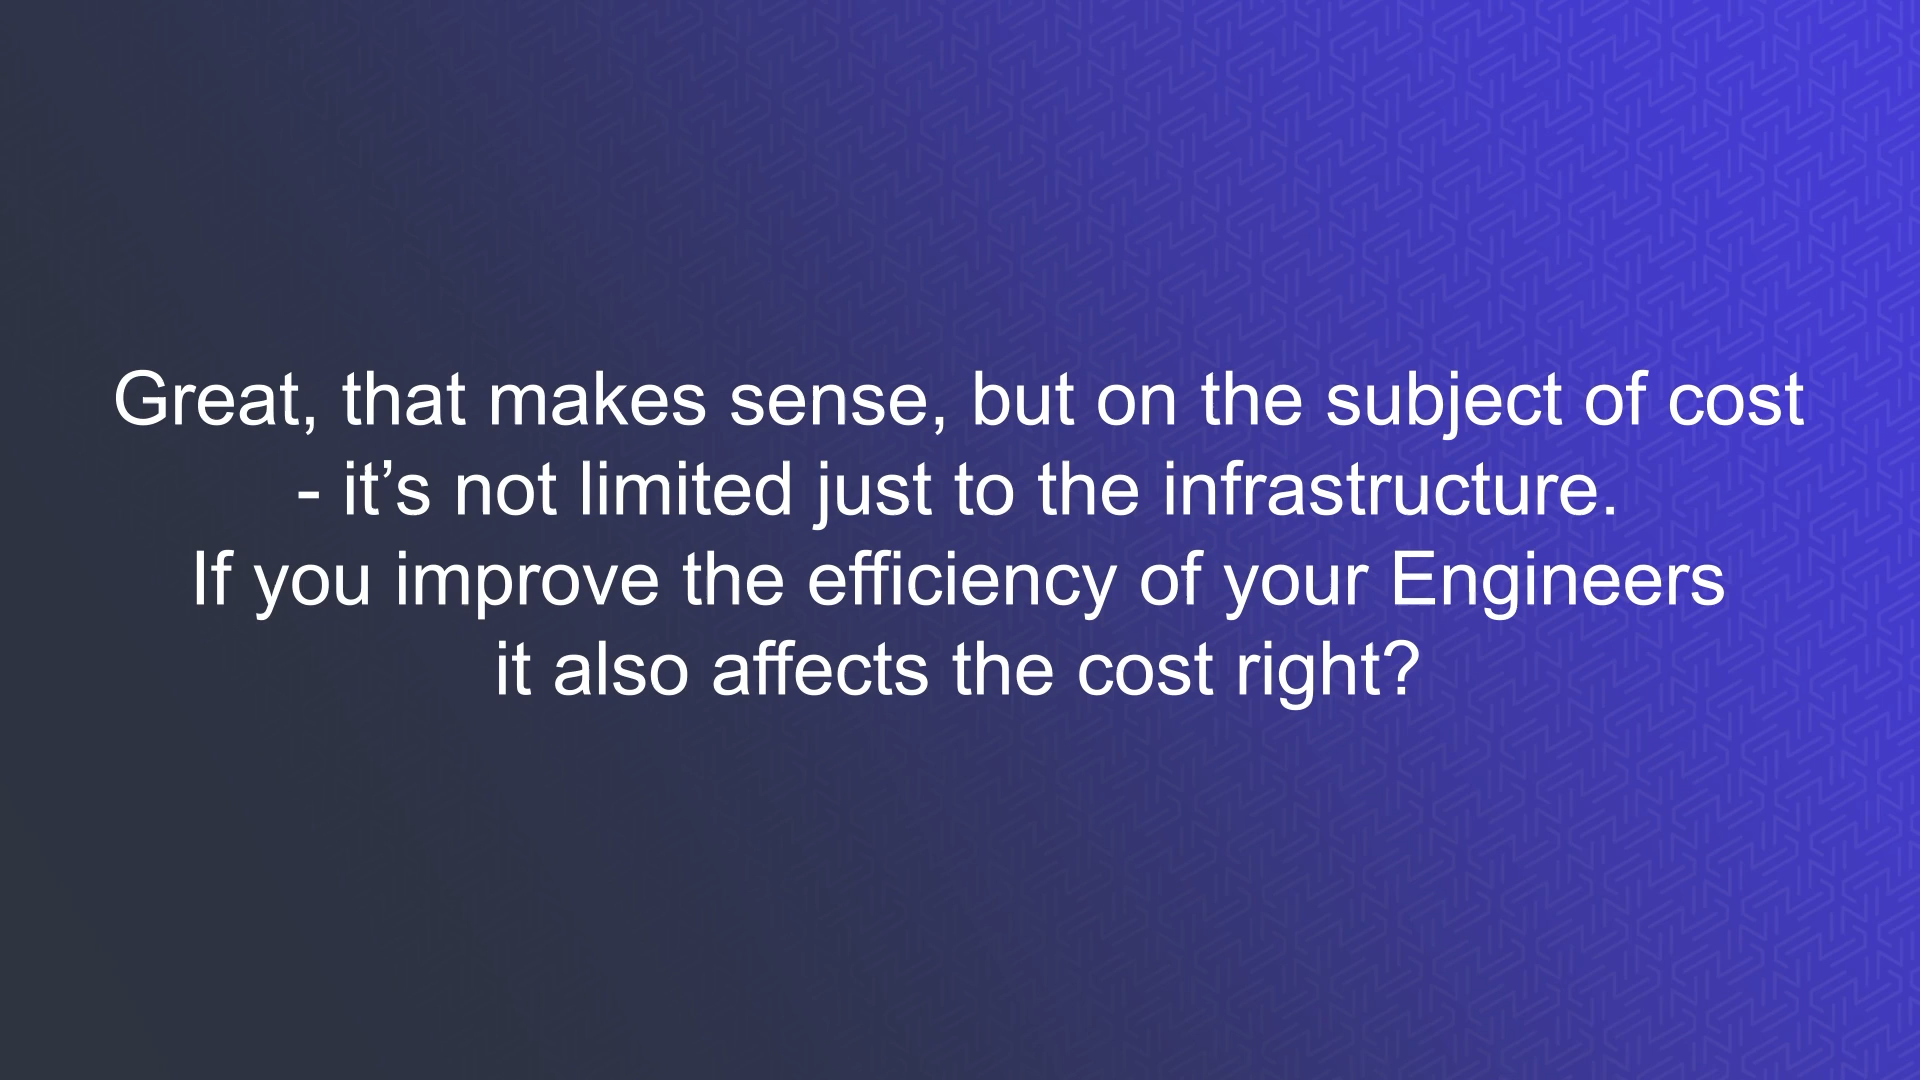 Great, that makes sense, but on the subject of cost
- it’s not limited just to the infrastructure.
If you improve the efficiency of your Engineers
it also affects the cost right?